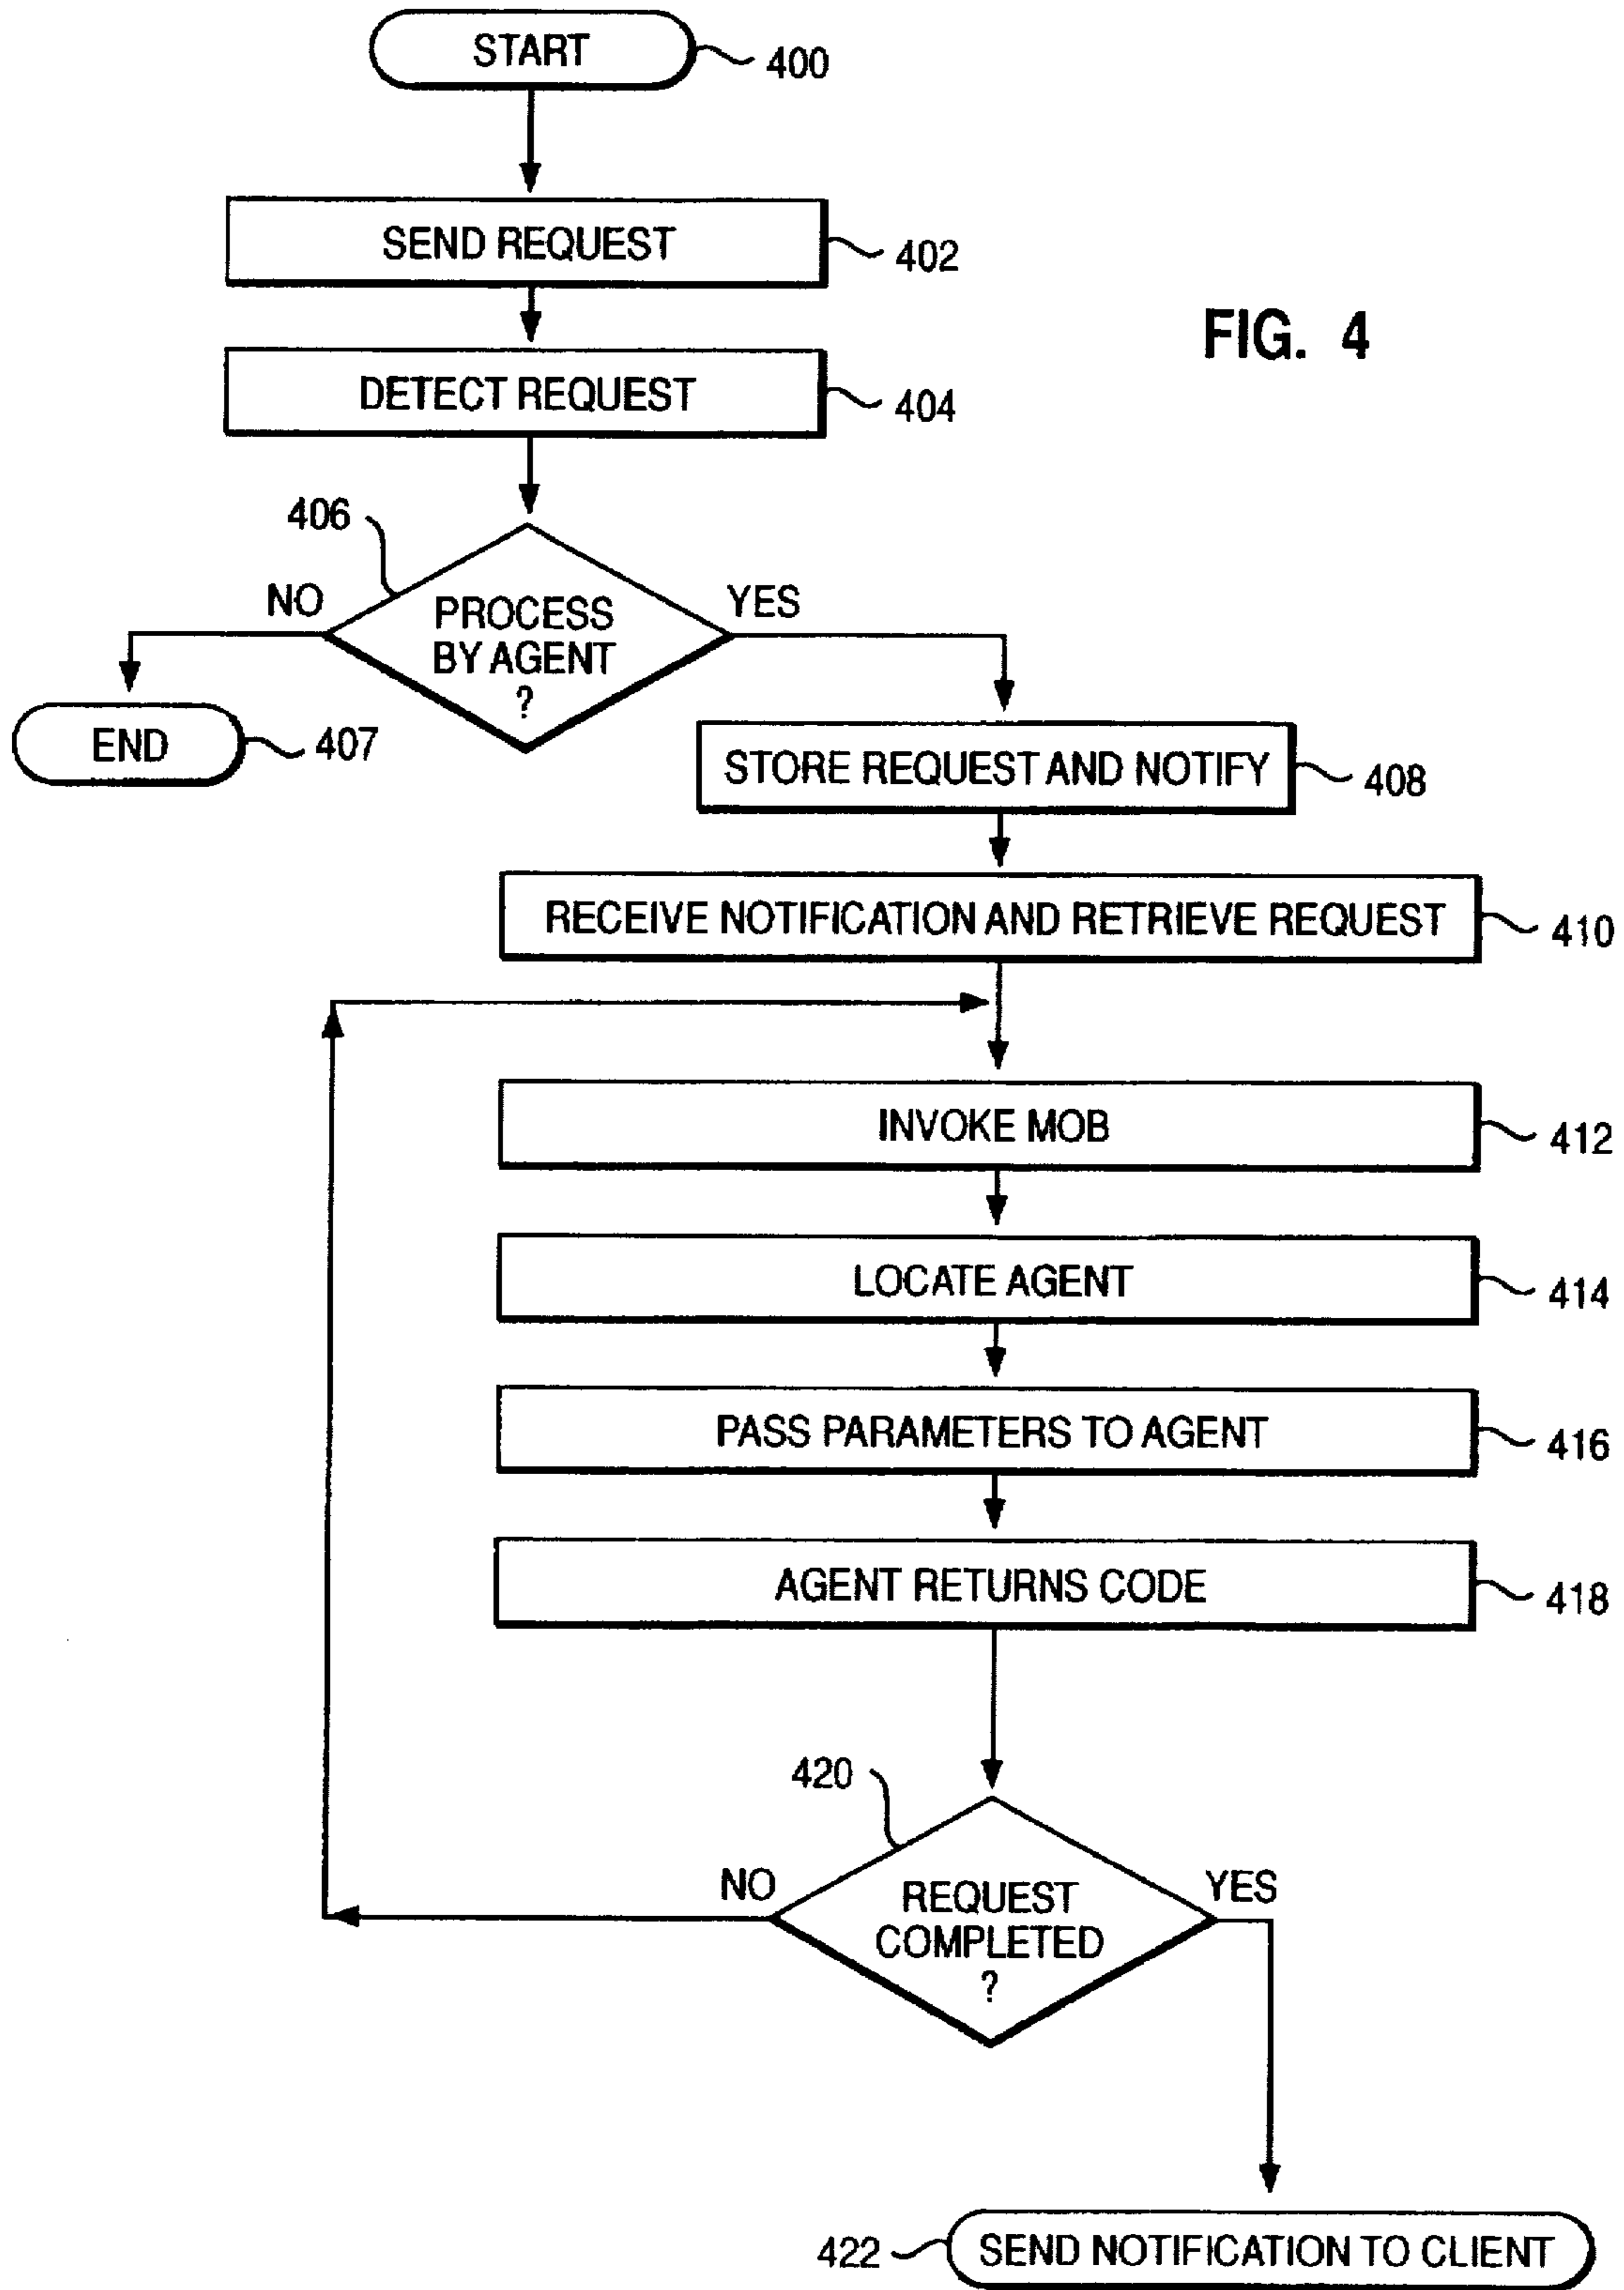 START
400
SEND REQUEST
402
FIG. 4
DETECT REQUEST
404
406
NO
PROCESS
BY AGENT
?
YES
END
407
STORE REQUEST AND NOTIFY
408
RECEIVE NOTIFICATION AND RETRIEVE REQUEST
410
INVOKE MOB
412
LOCATE AGENT
414
PASS PARAMETERS TO AGENT
416
AGENT RETURNS CODE
418
420
NO
REQUEST
COMPLETED
?
YES
422
SEND NOTIFICATION TO CLIENT